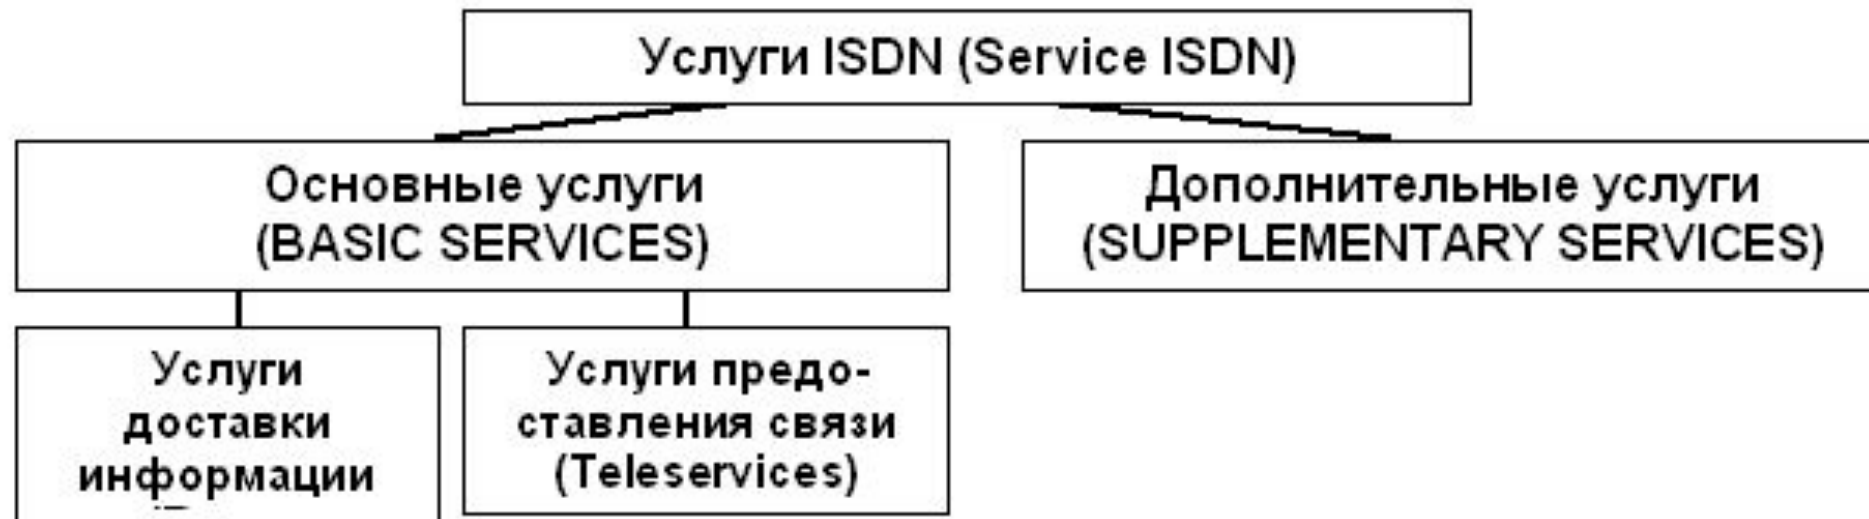 Услуги ISDN (Service ISDN)
Основные услуги
(BASIC SERVICES)
Дополнительные услуги
(SUPPLEMENTARY SERVICES)
Услуги
доставки
информации
Услуги предо-
ставления связи
(Teleservices)